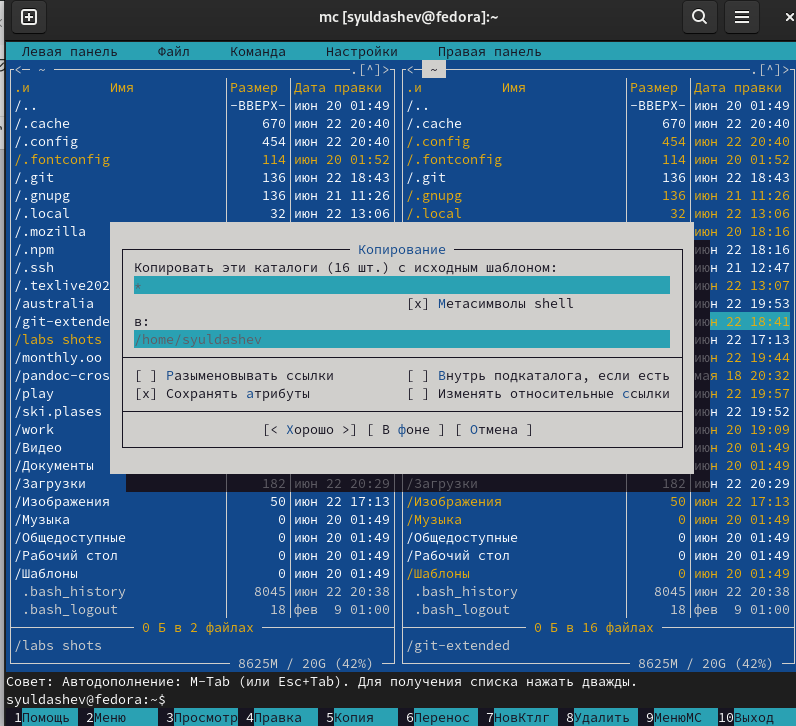 mc [syuldashev@fedora]:~
Левая панель Файл Команда Настройки Правая панель
<─ ~ .[^]> <─ ~ .[^]>
.и Имя Размер Дата правки .и Имя Размер Дата правки
/.. -ВВЕРХ- июн 20 01:49 /.. -ВВЕРХ- июн 20 01:49
/.cache 670 июн 22 20:40 /.cache 670 июн 22 20:40
/.config 454 июн 22 20:40 /.config 454 июн 22 20:40
/.fontconfig 114 июн 20 01:52 /.fontconfig 114 июн 20 01:52
/.git 136 июн 22 18:43 /.git 136 июн 22 18:43
/.gnupg 136 июн 21 11:26 /.gnupg 136 июн 21 11:26
/.local 32 июн 22 13:06 /.local 32 июн 22 13:06
/.mozilla июн 20 18:16
/.npm июн 22 18:16
/.ssh июн 21 12:47
/.texlive202 июн 22 13:07
/australia июн 22 19:53
/git-extende июн 22 18:41
/labs shots июн 22 17:13
/monthly.oo июн 22 19:44
/pandoc-cros мая 18 20:32
/play июн 22 19:57
/ski.plases июн 22 19:52
/work июн 20 19:09
/Видео июн 20 01:49
/Документы июн 20 01:49
/Загрузки 182 июн 22 20:29 /Загрузки 182 июн 22 20:29
/Изображения 50 июн 22 17:13 /Изображения 50 июн 22 17:13
/Музыка 0 июн 20 01:49 /Музыка 0 июн 20 01:49
/Общедоступные 0 июн 20 01:49 /Общедоступные 0 июн 20 01:49
/Рабочий стол 0 июн 20 01:49 /Рабочий стол 0 июн 20 01:49
/Шаблоны 0 июн 20 01:49 /Шаблоны 0 июн 20 01:49
.bash_history 8045 июн 22 20:38 .bash_history 8045 июн 22 20:38
.bash_logout 18 фев 9 01:00 .bash_logout 18 фев 9 01:00
0 Б в 2 файлах 0 Б в 16 файлах
/labs shots /git-extended
8625M / 20G (42%) 8625M / 20G (42%)
Копирование
Копировать эти каталоги (16 шт.) с исходным шаблоном:
*
[x] Метасимволы shell
в:
/home/syuldashev
[ ] Разыменовывать ссылки [ ] Внутрь подкаталога, если есть
[x] Сохранять атрибуты [ ] Изменять относительные ссылки
[< Хорошо >] [ В фоне ] [ Отмена ]
Совет: Автодополнение: M-Tab (или Esc+Tab). Для получения списка нажать дважды.
syuldashev@fedora:~$
1Помощь 2Меню 3Просмотр 4Правка 5Копия 6Перенос 7НовКтлг 8Удалить 9МенюМС 10Выход